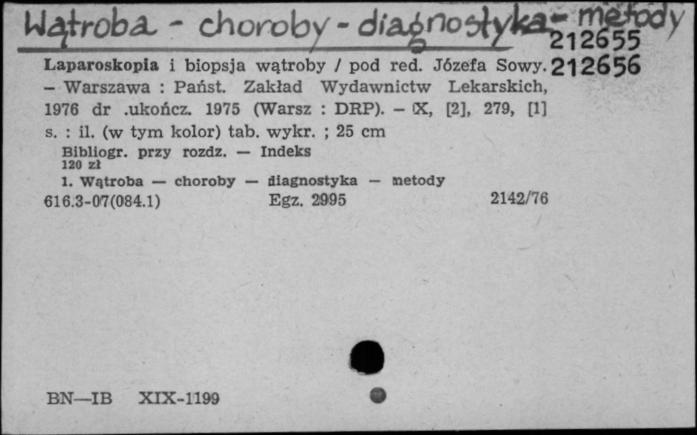 Wątroba - choroby - diagnostyka - metody
212655
Laparoskopia i biopsja wątroby / pod red. Józefa Sowy. 212656
— Warszawa : Państ. Zakład Wydawnictw Lekarskich,
1976 dr .ukończ. 1975 (Warsz : DRP). — IX, [2], 279, [1]
s. : il. (w tym kolor) tab. wykr. ; 25 cm
Bibliogr. przy rozdz. — Indeks
120 zł
1. Wątroba — choroby — diagnostyka — metody
616.3-07(084.1) Egz. 2995 2142/76
BN—IB XIX-1199